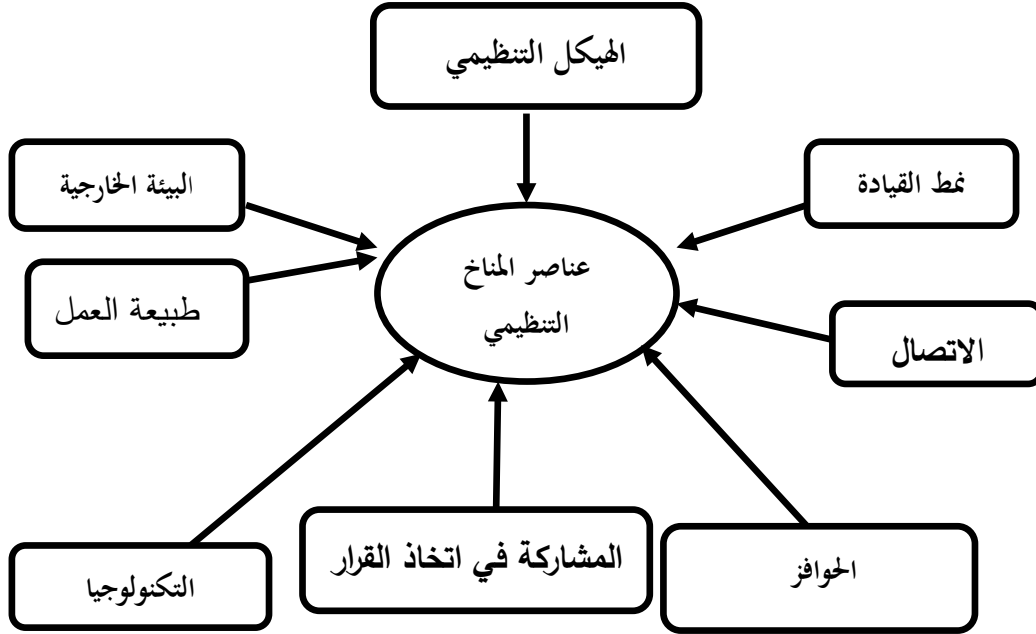 الهيكل التنظيمي
نمط القيادة
البيئة الخارجية
عناصر المناخ
التنظيمي
طبيعة العمل
الاتصال
الحوافز
المشاركة في اتخاذ القرار
التكنولوجيا